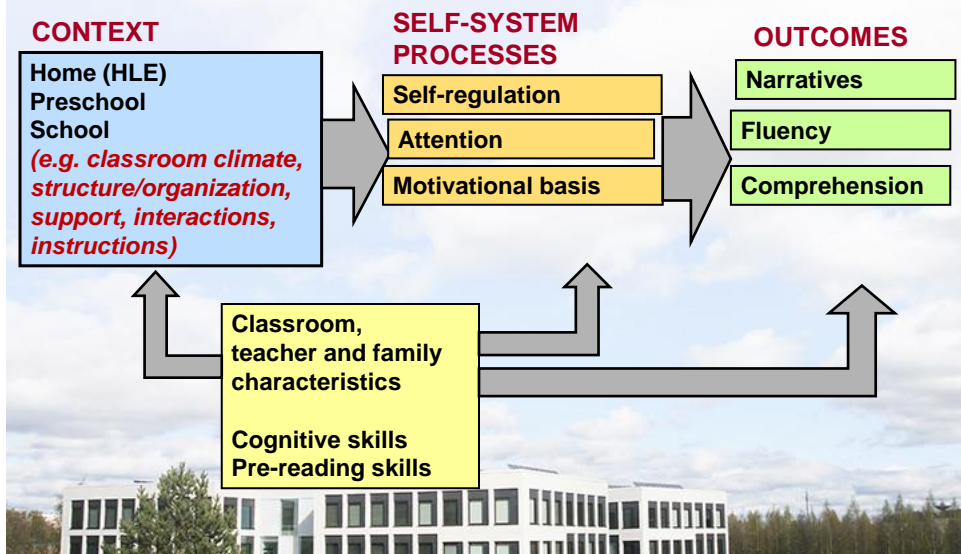 CONTEXT
Home (HLE)
Preschool
School
(e.g. classroom climate,
structure/organization,
support, interactions,
instructions)
SELF-SYSTEM
PROCESSES
Self-regulation
Attention
Motivational basis
OUTCOMES
Narratives
Fluency
Comprehension
Classroom,
teacher and family
characteristics
Cognitive skills
Pre-reading skills